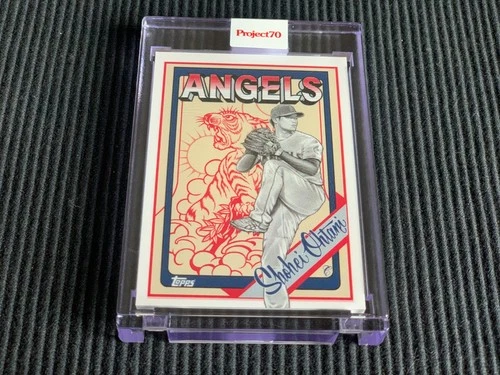 Project70
ANGELS
Shohei Ohtani
Topps